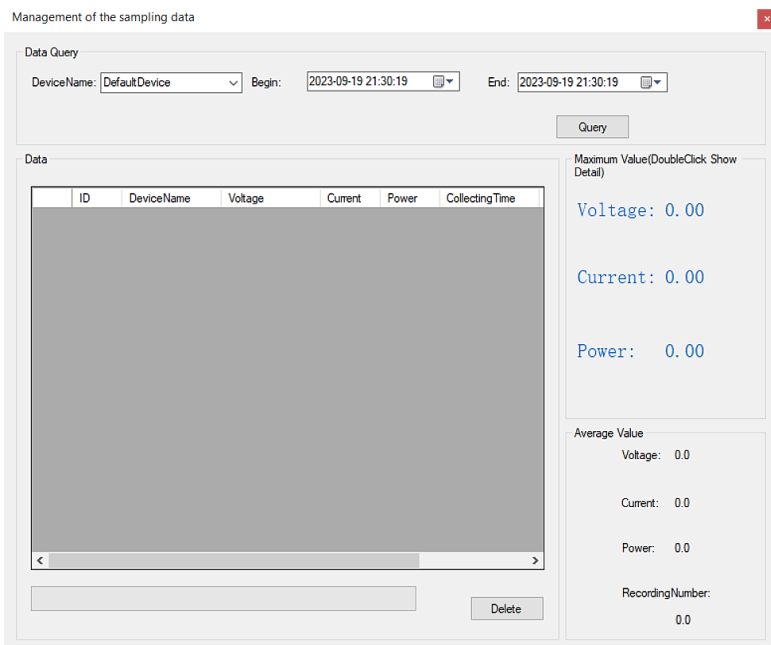 Management of the sampling data
Data Query
DeviceName: DefaultDevice Begin: 2023-09-19 21:30:19 End: 2023-09-19 21:30:19
Query
Data
ID DeviceName Voltage Current Power CollectingTime
Delete
Maximum Value(DoubleClick Show
Detail)
Voltage: 0.00
Current: 0.00
Power: 0.00
Average Value
Voltage: 0.0
Current: 0.0
Power: 0.0
RecordingNumber:
0.0